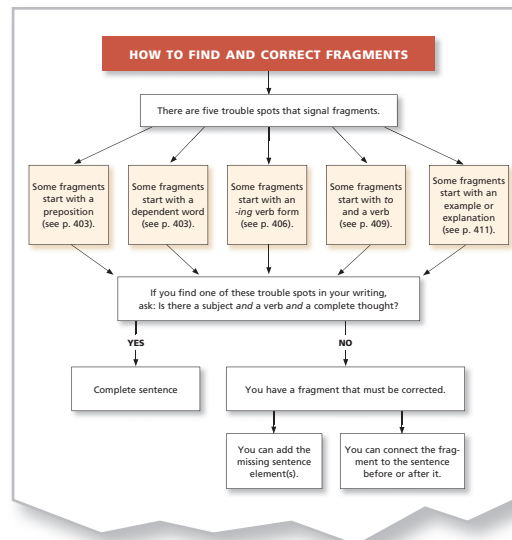 HOW TO FIND AND CORRECT FRAGMENTS
There are five trouble spots that signal fragments.
Some fragments
start with a
preposition
(see p. 403).
Some fragments
start with a
dependent word
(see p. 403).
Some fragments
start with an
-ing verb form
(see p. 406).
Some fragments
start with to
and a verb
(see p. 409).
Some fragments
start with an
example or
explanation
(see p. 411).
If you find one of these trouble spots in your writing,
ask: Is there a subject and a verb and a complete thought?
YES
NO
Complete sentence
You have a fragment that must be corrected.
You can add the
missing sentence
element(s).
You can connect the frag-
ment to the sentence
before or after it.